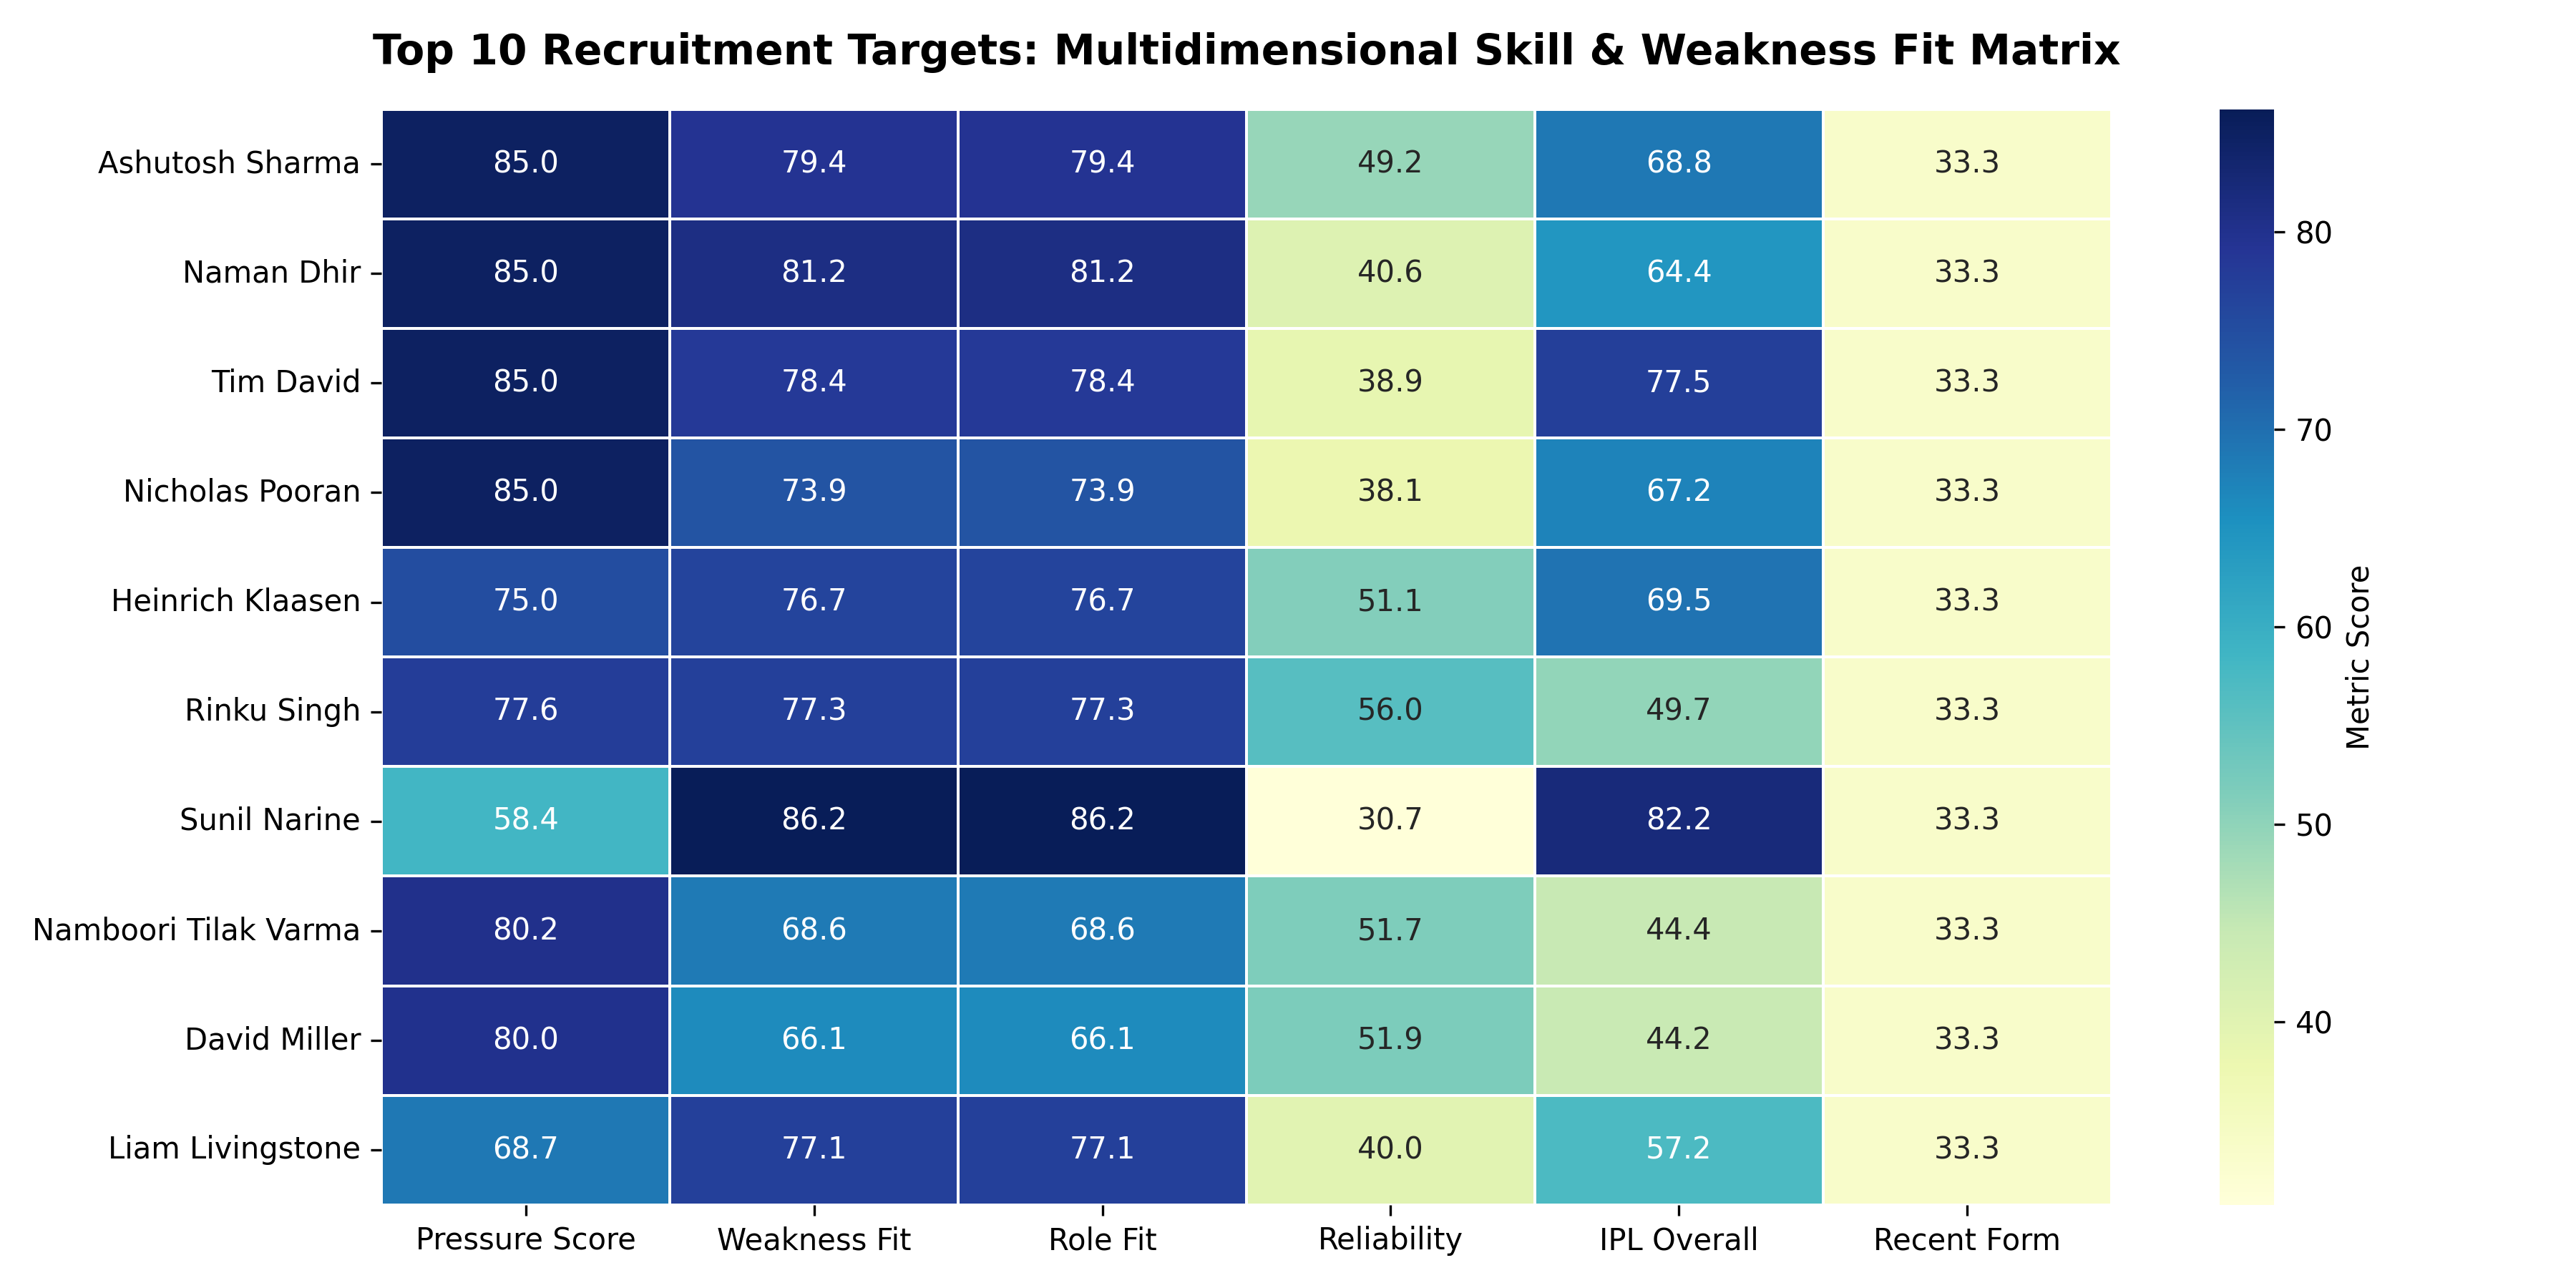 Top 10 Recruitment Targets: Multidimensional Skill & Weakness Fit Matrix
Ashutosh Sharma 85.0 79.4 79.4 49.2 68.8 33.3
Naman Dhir 85.0 81.2 81.2 40.6 64.4 33.3
Tim David 85.0 78.4 78.4 38.9 77.5 33.3
Nicholas Pooran 85.0 73.9 73.9 38.1 67.2 33.3
Heinrich Klaasen 75.0 76.7 76.7 51.1 69.5 33.3
Rinku Singh 77.6 77.3 77.3 56.0 49.7 33.3
Sunil Narine 58.4 86.2 86.2 30.7 82.2 33.3
Namboori Tilak Varma 80.2 68.6 68.6 51.7 44.4 33.3
David Miller 80.0 66.1 66.1 51.9 44.2 33.3
Liam Livingstone 68.7 77.1 77.1 40.0 57.2 33.3
Pressure Score Weakness Fit Role Fit Reliability IPL Overall Recent Form
80
70
60
50
40
Metric Score